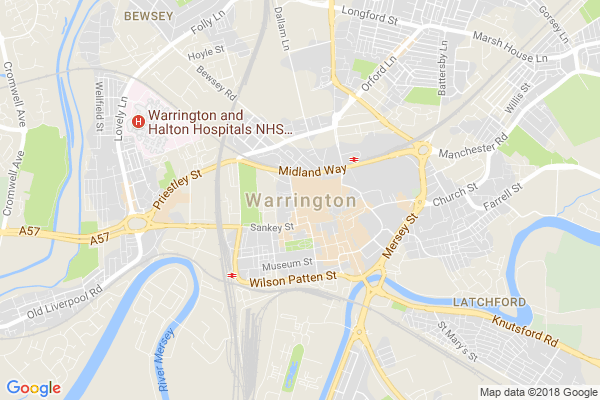 BEWSEY
Folly Ln
Dallam Ln
Longford St
Gorsey Ln
Marsh House Ln
Hoyle St
Bewsey Rd
Orford Ln
Battersby Ln
Willis St
Cromwell Ave
Wellfield St
Lovely Ln
H
Warrington and
Halton Hospitals NHS...
Manchester Rd
Midland Way
Priestley St
Cromwell Ave
Warrington
Church St
Farrell St
A57
A57
Sankey St
Mersey St
Museum St
Wilson Patten St
Old Liverpool Rd
LATCHFORD
Knutsford Rd
St Mary's St
River Mersey
Google
Map data ©2018 Google